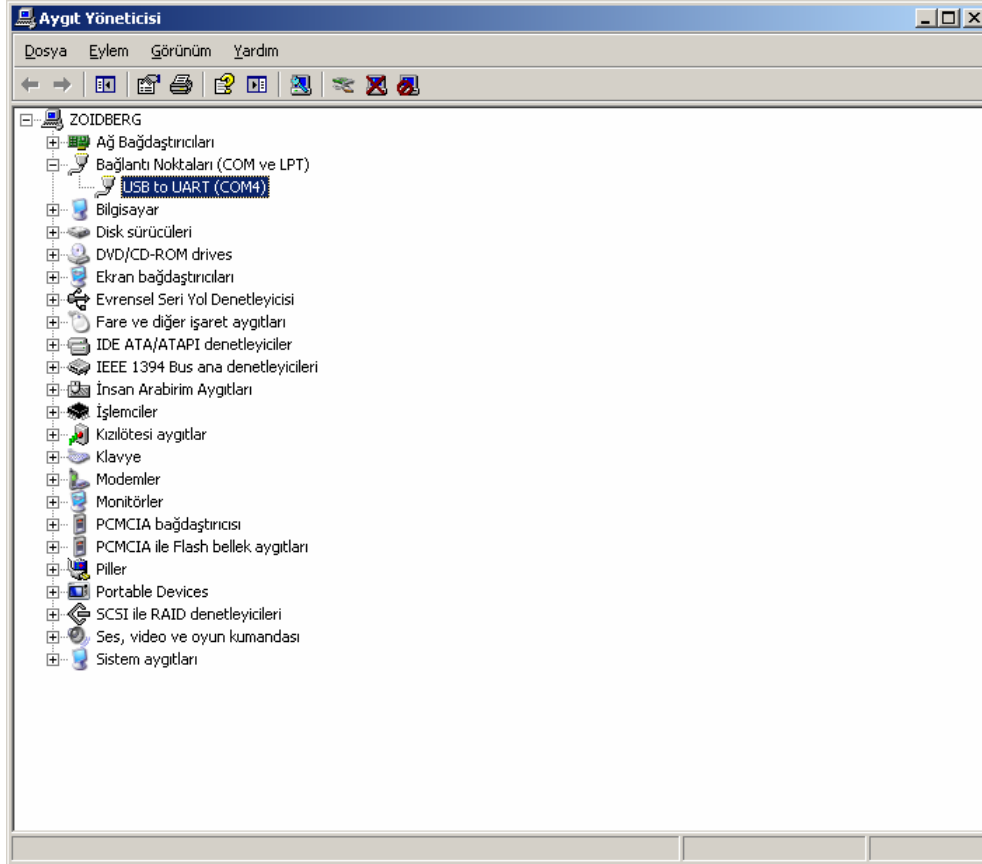 Aygıt Yöneticisi
Dosya Eylem Görünüm Yardım
ZOIDBERG
Ağ Bağdaştırıcıları
Bağlantı Noktaları (COM ve LPT)
USB to UART (COM4)
Bilgisayar
Disk sürücüleri
DVD/CD-ROM drives
Ekran bağdaştırıcıları
Evrensel Seri Yol Denetleyicisi
Fare ve diğer işaret aygıtları
IDE ATA/ATAPI denetleyiciler
IEEE 1394 Bus ana denetleyicileri
İnsan Arabirim Aygıtları
İşlemciler
Kızılötesi aygıtlar
Klavye
Modemler
Monitörler
PCMCIA bağdaştırıcısı
PCMCIA ile Flash bellek aygıtları
Piller
Portable Devices
SCSI ile RAID denetleyicileri
Ses, video ve oyun kumandası
Sistem aygıtları